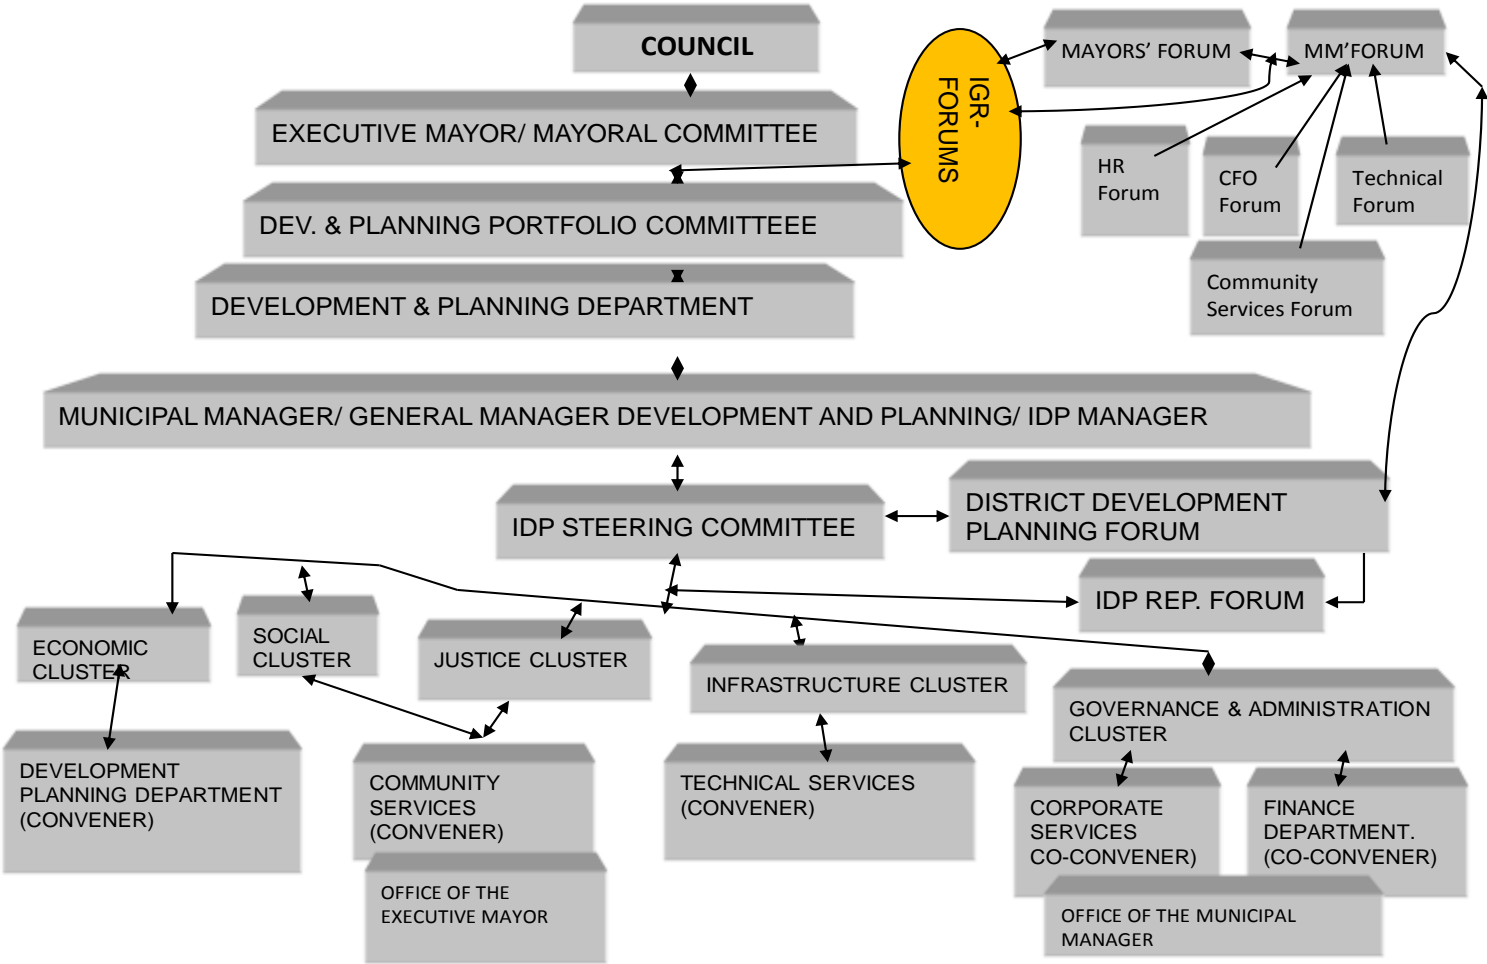 COUNCIL
EXECUTIVE MAYOR/ MAYORAL COMMITTEE
DEV. & PLANNING PORTFOLIO COMMITTEEE
DEVELOPMENT & PLANNING DEPARTMENT
IGR-
FORUMS
MAYORS’ FORUM
MM’FORUM
HR
Forum
CFO
Forum
Technical
Forum
Community
Services Forum
MUNICIPAL MANAGER/ GENERAL MANAGER DEVELOPMENT AND PLANNING/ IDP MANAGER
IDP STEERING COMMITTEE
DISTRICT DEVELOPMENT
PLANNING FORUM
IDP REP. FORUM
ECONOMIC
CLUSTER
SOCIAL
CLUSTER
JUSTICE CLUSTER
INFRASTRUCTURE CLUSTER
GOVERNANCE & ADMINISTRATION
CLUSTER
DEVELOPMENT
PLANNING DEPARTMENT
(CONVENER)
COMMUNITY
SERVICES
(CONVENER)
TECHNICAL SERVICES
(CONVENER)
CORPORATE
SERVICES
CO-CONVENER)
FINANCE
DEPARTMENT.
(CO-CONVENER)
OFFICE OF THE
EXECUTIVE MAYOR
OFFICE OF THE MUNICIPAL
MANAGER